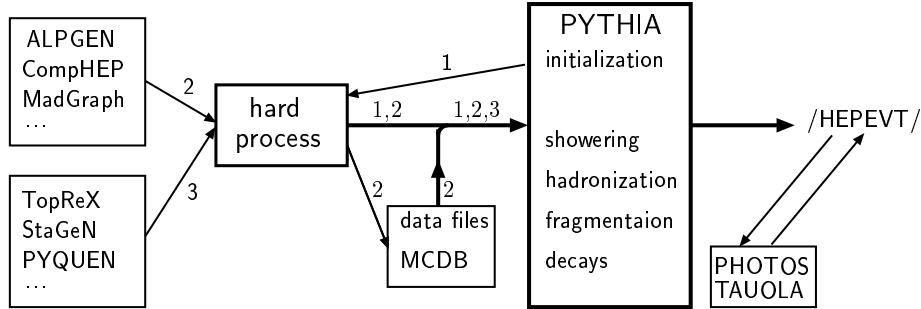 ALPGEN
CompHEP
MadGraph
...
2
TopReX
StaGeN
PYQUEN
...
3
hard
process
1
1,2
1,2,3
2
2
data files
MCDB
PYTHIA
initialization
showering
hadronization
fragmentaion
decays
/HEPEVT/
PHOTOS
TAUOLA